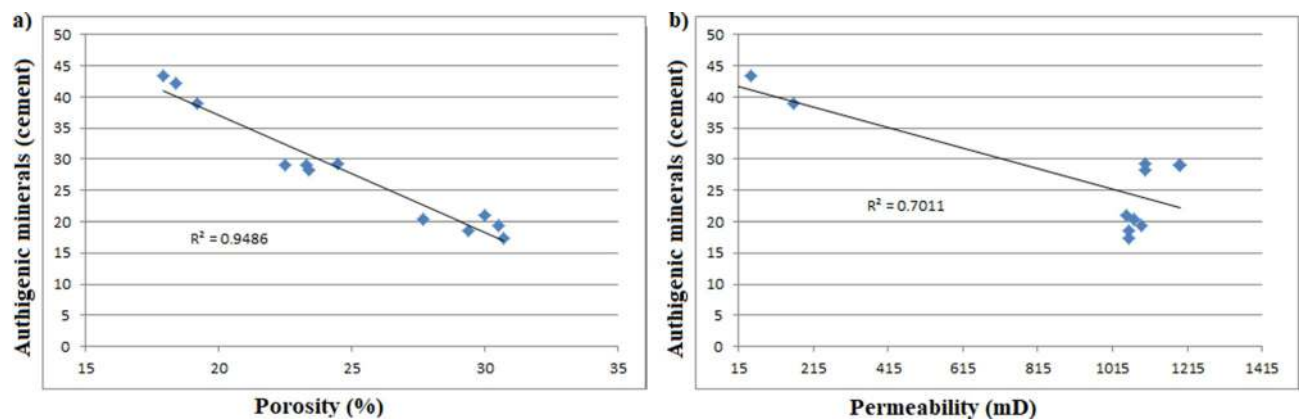 a)
Authigenic minerals (cement)
50
45
40
35
30
25
20
15
10
5
0
R² = 0.9486
15 20 25 30 35
Porosity (%)
b)
Authigenic minerals (cement)
50
45
40
35
30
25
20
15
10
5
0
R² = 0.7011
15 215 415 615 815 1015 1215 1415
Permeability (mD)